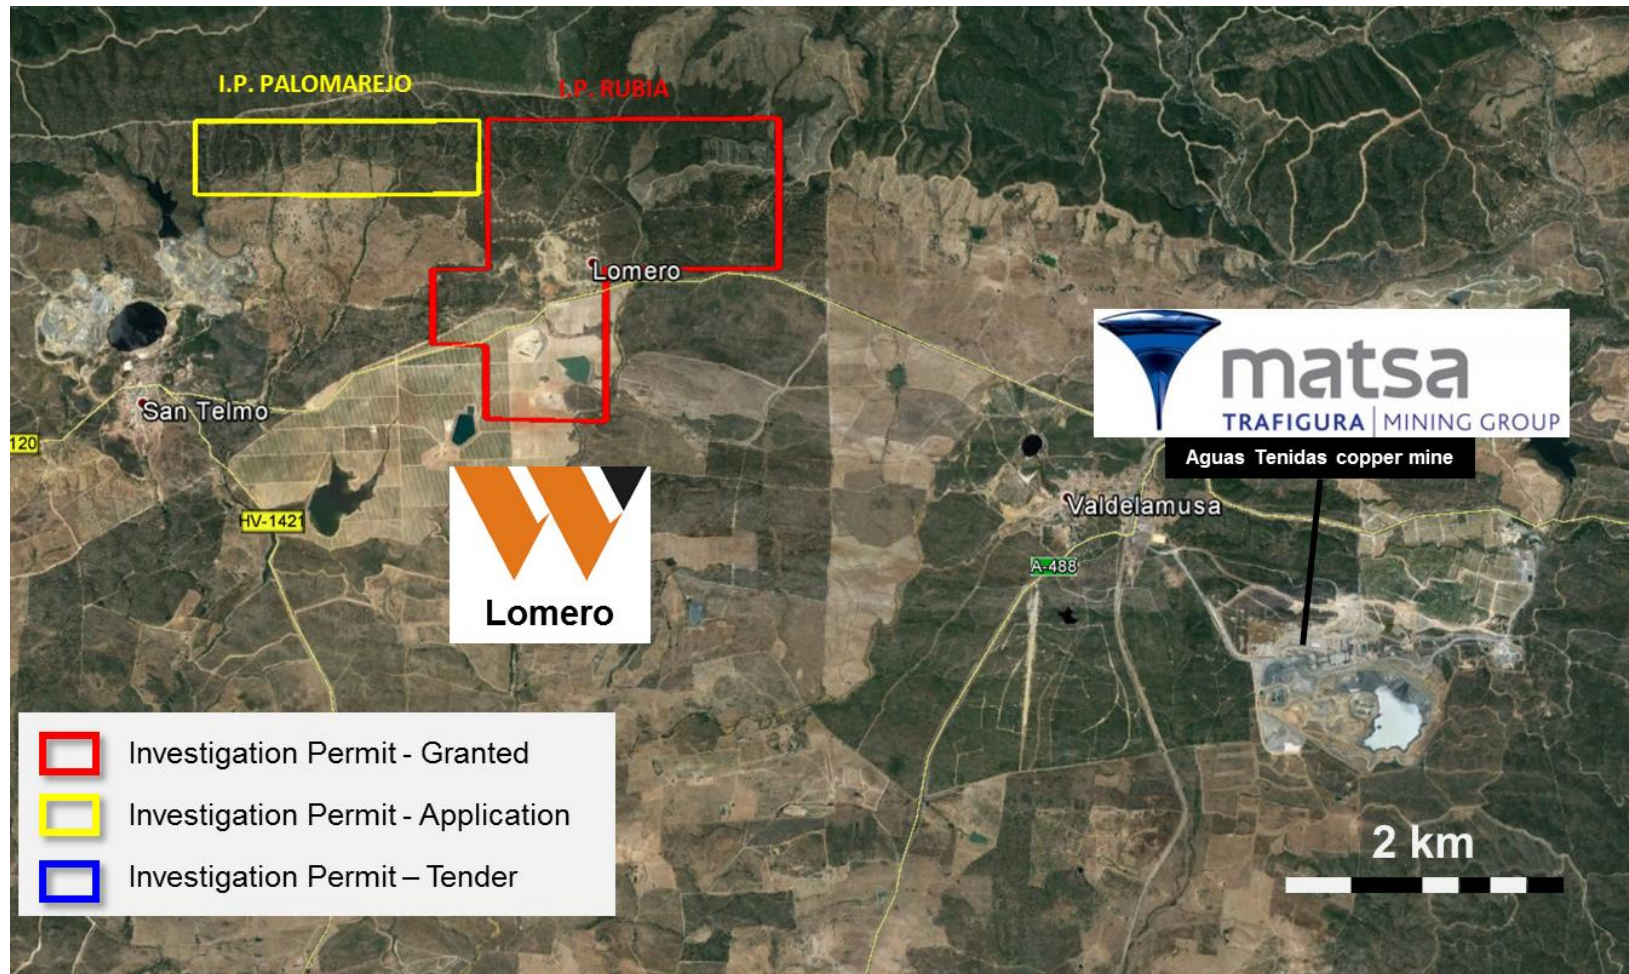 I.P. PALOMAREJO
I.P. RUBIA
Lomero
matsa
TRAFIGURA | MINING GROUP
Aguas Tenidas copper mine
San Telmo
120
HV-1421
Valdelamusa
A-488
Lomero
Investigation Permit - Granted
Investigation Permit - Application
Investigation Permit – Tender
2 km